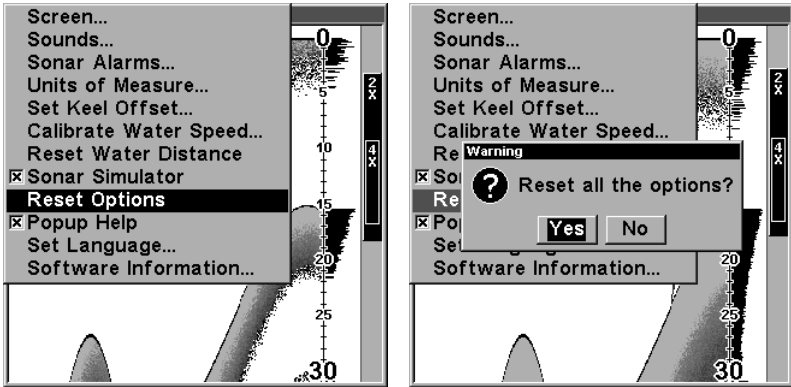 Screen...
Sounds...
Sonar Alarms...
Units of Measure...
Set Keel Offset...
Calibrate Water Speed...
Reset Water Distance
Sonar Simulator
Reset Options
Popup Help
Set Language...
Software Information...
0
5
10
15
20
25
30
2X
4X
Screen...
Sounds...
Sonar Alarms...
Units of Measure...
Set Keel Offset...
Calibrate Water Speed...
Re
Warning
Reset all the options?
Yes No
Software Information...
0
5
20
25
30
2X
4X